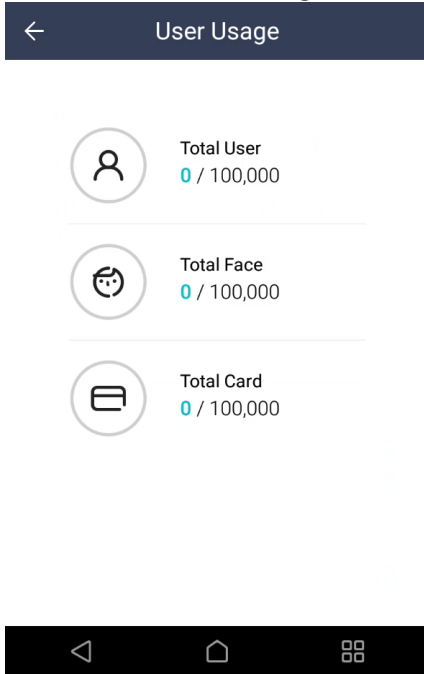 User Usage
Total User
0 / 100,000
Total Face
0 / 100,000
Total Card
0 / 100,000